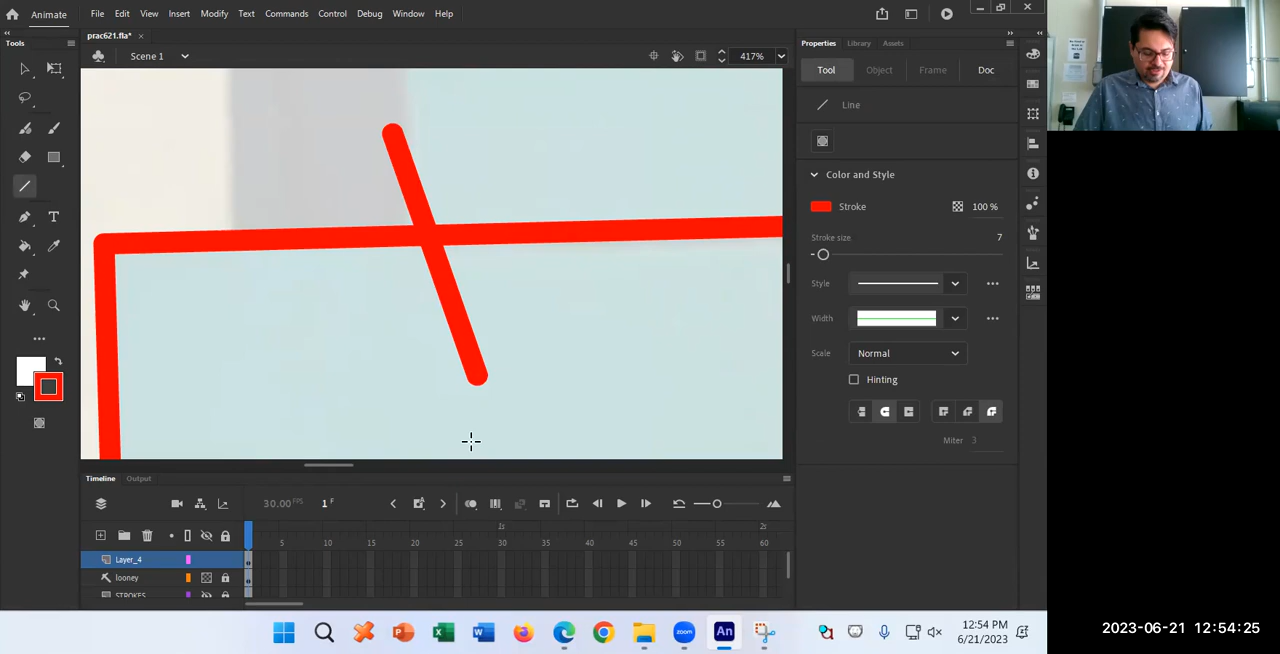 Animate
File Edit View Insert Modify Text Commands Control Debug Window Help
prac621.fla* ×
Tools
Scene 1
417%
Properties Library Assets
Tool Object Frame Doc
Line
Color and Style
Stroke 100 %
Stroke size 7
Style
Width
Scale Normal
Hinting
Miter 3
Timeline Output
30.00 FPS 1 F
1s 2s
5 10 15 20 25 30 35 40 45 50 55 60
Layer_4
looney
STROKES
12:54 PM
6/21/2023
zoom
An
2023-06-21 12:54:25